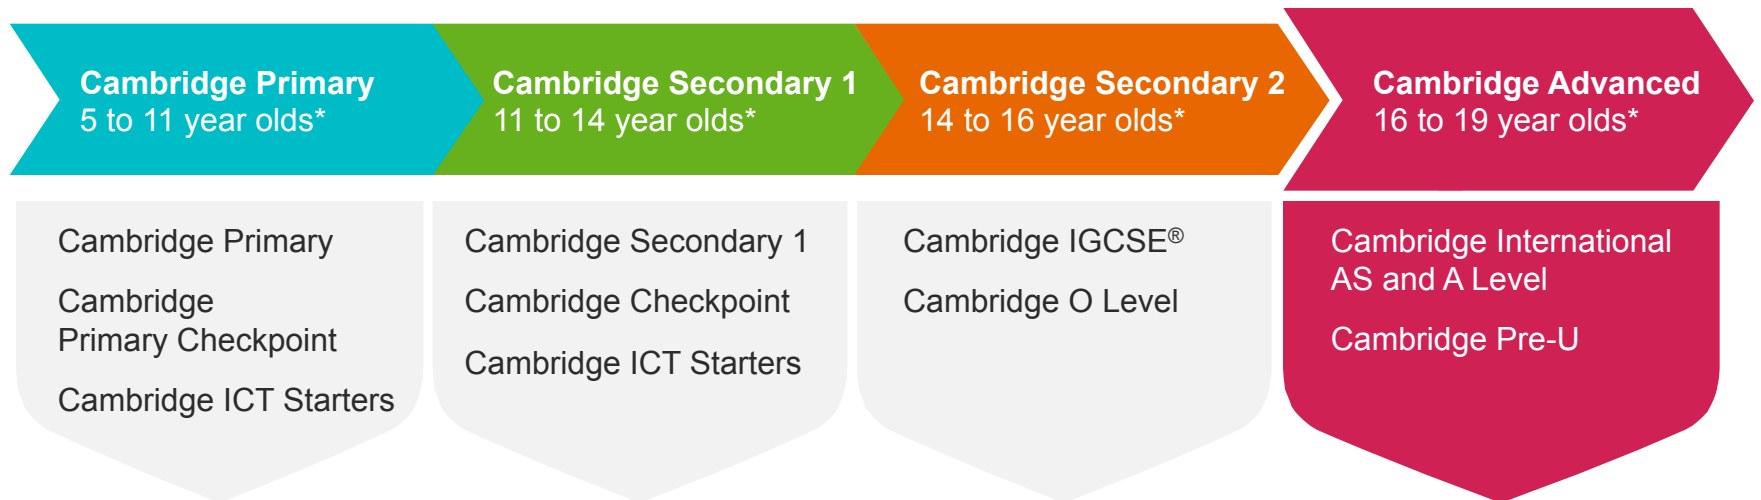 Cambridge Primary
5 to 11 year olds*
Cambridge Secondary 1
11 to 14 year olds*
Cambridge Secondary 2
14 to 16 year olds*
Cambridge Advanced
16 to 19 year olds*
Cambridge Primary
Cambridge
Primary Checkpoint
Cambridge ICT Starters
Cambridge Secondary 1
Cambridge Checkpoint
Cambridge ICT Starters
Cambridge IGCSE®
Cambridge O Level
Cambridge International
AS and A Level
Cambridge Pre-U